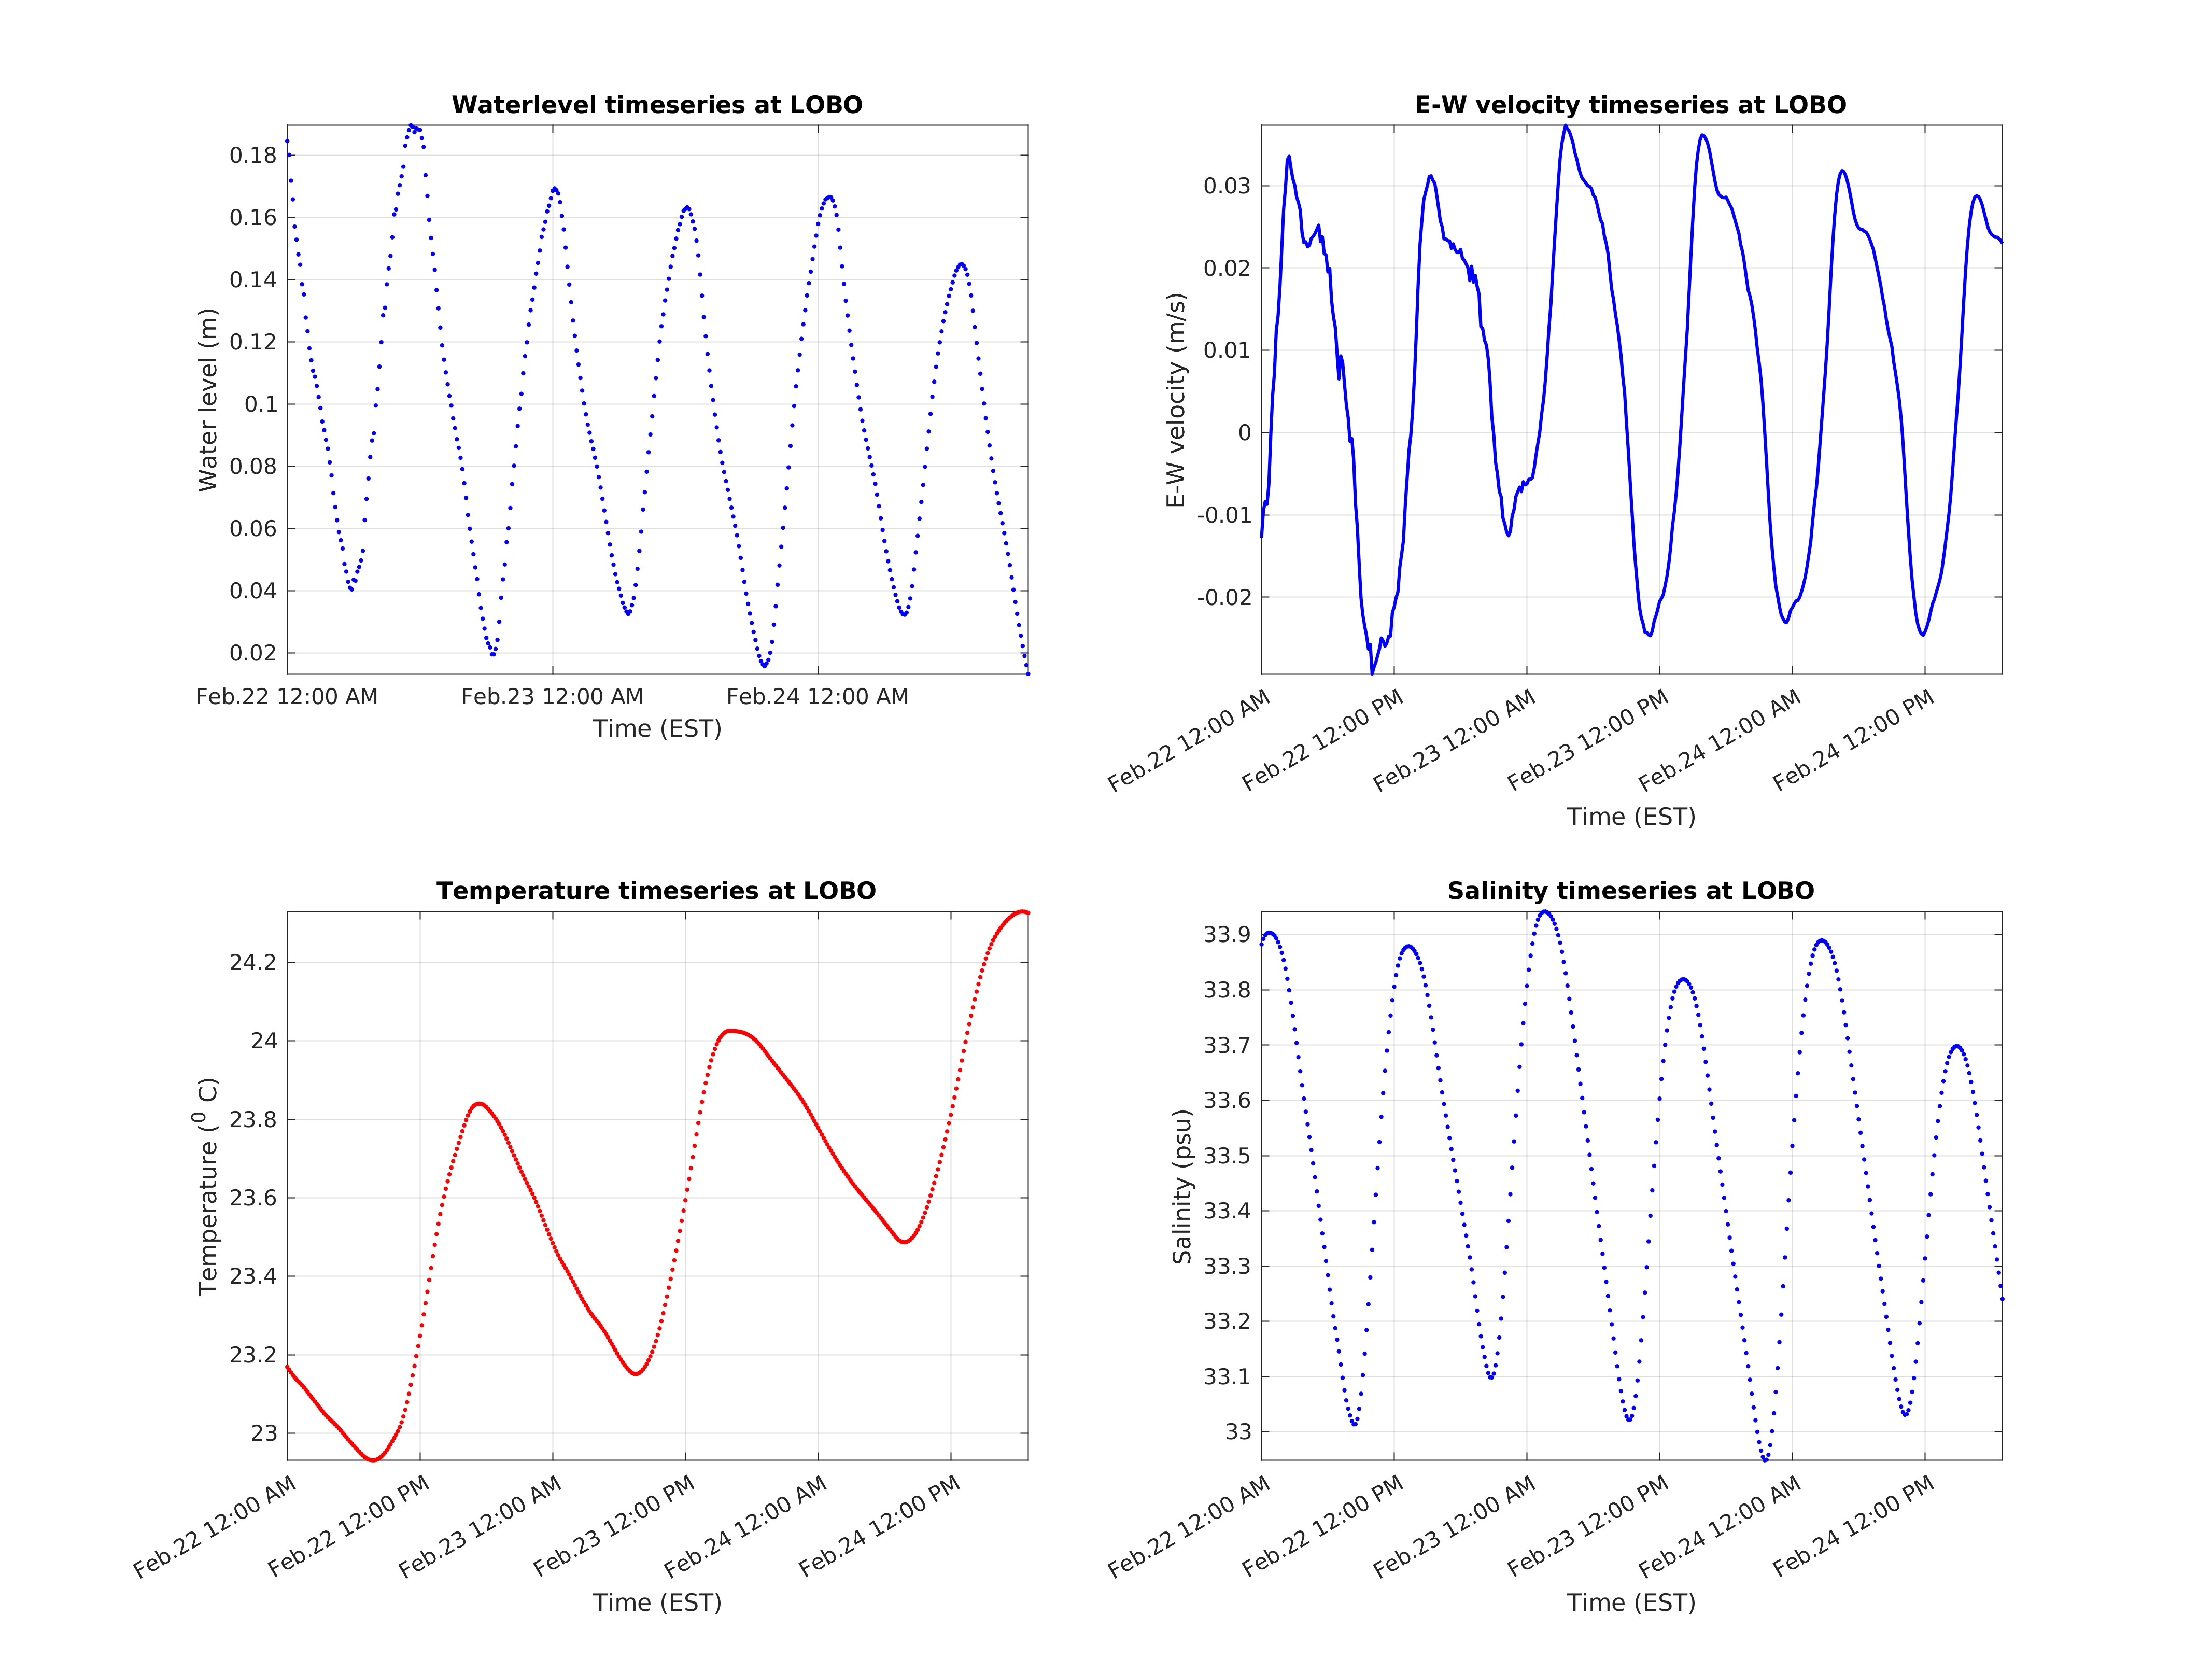 Waterlevel timeseries at LOBO
Water level (m)
0.18
0.16
0.14
0.12
0.1
0.08
0.06
0.04
0.02
Feb.22 12:00 AM
Feb.23 12:00 AM
Feb.24 12:00 AM
Time (EST)
E-W velocity timeseries at LOBO
E-W velocity (m/s)
0.03
0.02
0.01
0
-0.01
-0.02
Feb.22 12:00 AM
Feb.22 12:00 PM
Feb.23 12:00 AM
Feb.23 12:00 PM
Feb.24 12:00 AM
Feb.24 12:00 PM
Time (EST)
Temperature timeseries at LOBO
Temperature (⁰ C)
24.2
24
23.8
23.6
23.4
23.2
23
Feb.22 12:00 AM
Feb.22 12:00 PM
Feb.23 12:00 AM
Feb.23 12:00 PM
Feb.24 12:00 AM
Feb.24 12:00 PM
Time (EST)
Salinity timeseries at LOBO
Salinity (psu)
33.9
33.8
33.7
33.6
33.5
33.4
33.3
33.2
33.1
33
Feb.22 12:00 AM
Feb.22 12:00 PM
Feb.23 12:00 AM
Feb.23 12:00 PM
Feb.24 12:00 AM
Feb.24 12:00 PM
Time (EST)